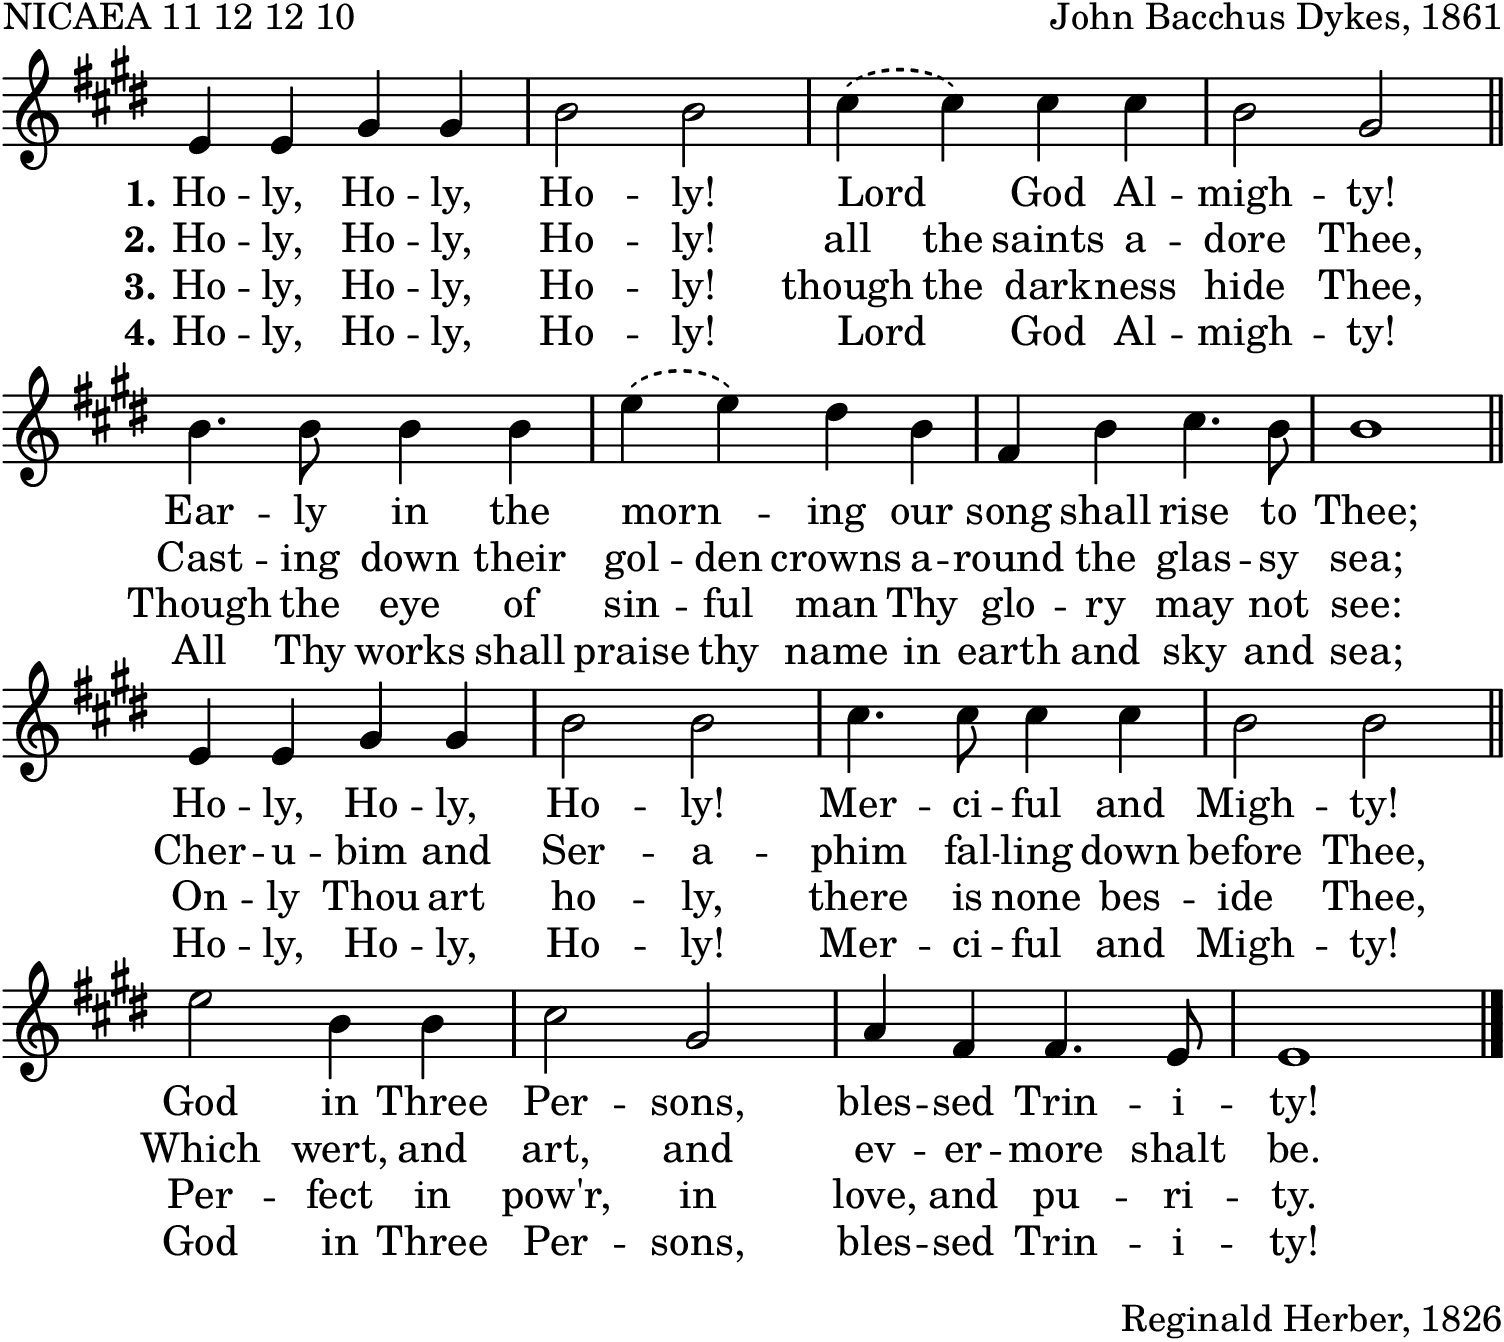 NICAEA 11 12 12 10
John Bacchus Dykes, 1861
1. Ho - ly, Ho - ly, Ho - ly! Lord God Al - migh - ty!
2. Ho - ly, Ho - ly, Ho - ly! all the saints a - dore Thee,
3. Ho - ly, Ho - ly, Ho - ly! though the darkness hide Thee,
4. Ho - ly, Ho - ly, Ho - ly! Lord God Al - migh - ty!
Ear - ly in the morn - ing our song shall rise to Thee;
Cast - ing down their gol - den crowns a - round the glas - sy sea;
Though the eye of sin - ful man Thy glo - ry may not see:
All Thy works shall praise thy name in earth and sky and sea;
Ho - ly, Ho - ly, Ho - ly! Mer - ci - ful and Migh - ty!
Cher - u - bim and Ser - a - phim fal - ling down before Thee,
On - ly Thou art ho - ly, there is none bes - ide Thee,
Ho - ly, Ho - ly, Ho - ly! Mer - ci - ful and Migh - ty!
God in Three Per - sons, bles - sed Trin - i - ty!
Which wert, and art, and ev - er - more shalt be.
Per - fect in pow'r, in love, and pu - ri - ty.
God in Three Per - sons, bles - sed Trin - i - ty!
Reginald Herber, 1826